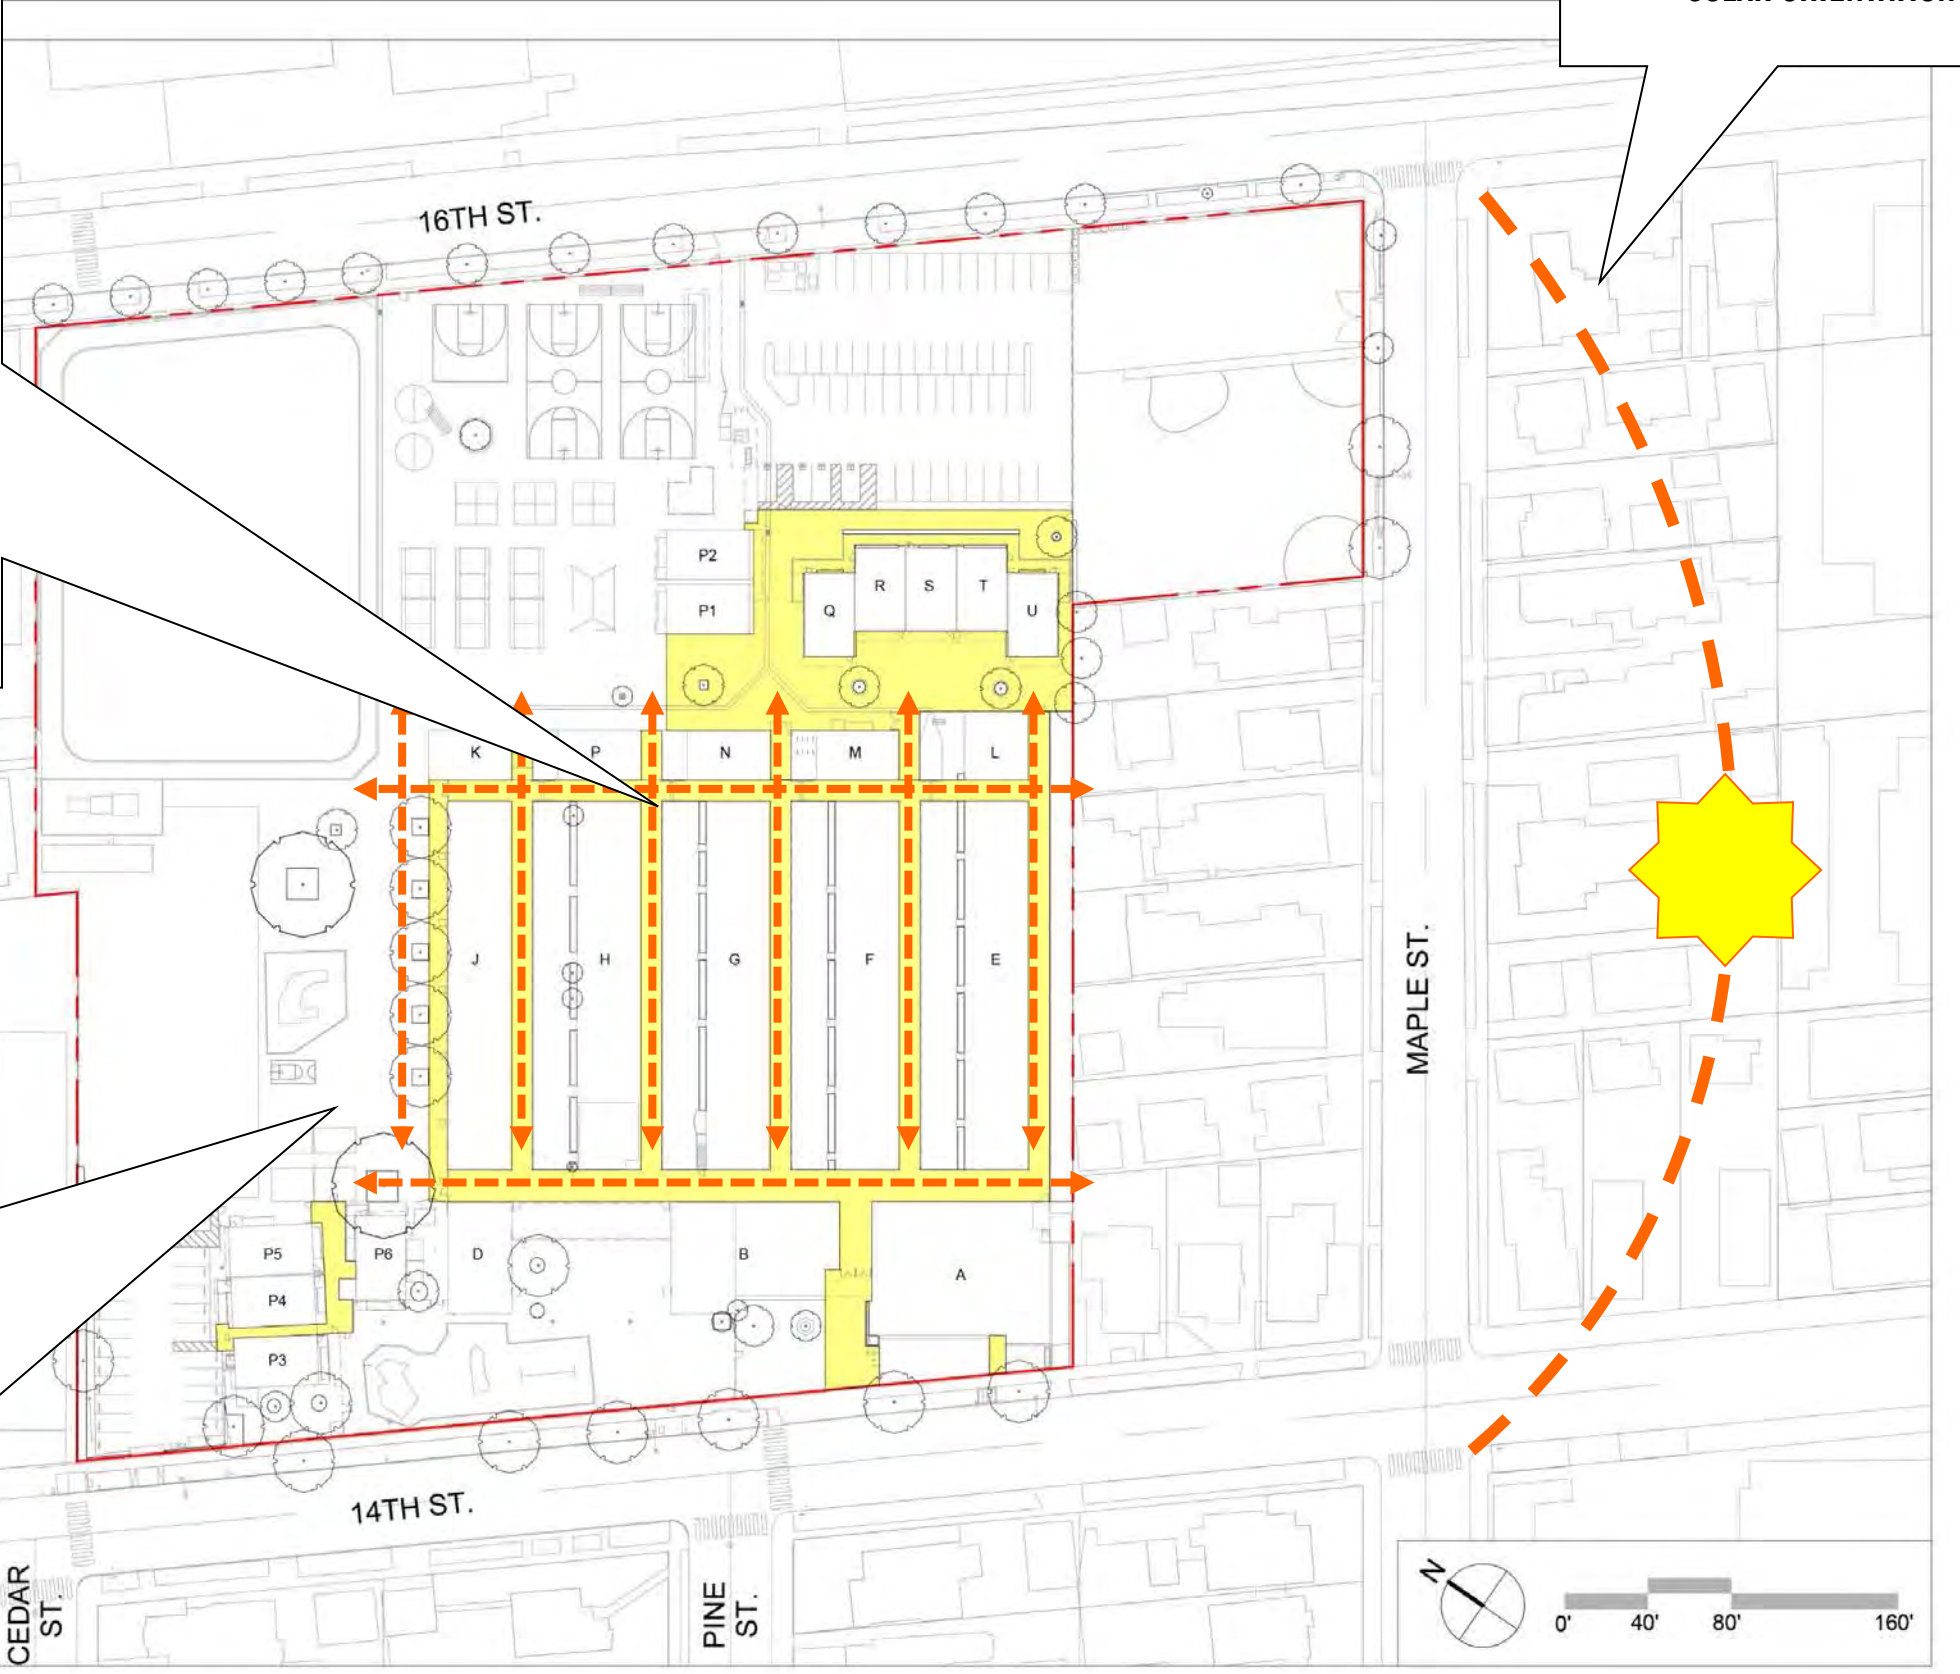 16TH ST.
P2
P1
R
S
T
Q
U
K
P
N
M
L
J
H
G
F
E
MAPLE ST.
P5
P6
D
B
A
P4
P3
14TH ST.
CEDAR
ST.
PINE
ST.
N
0'
40'
80'
160'